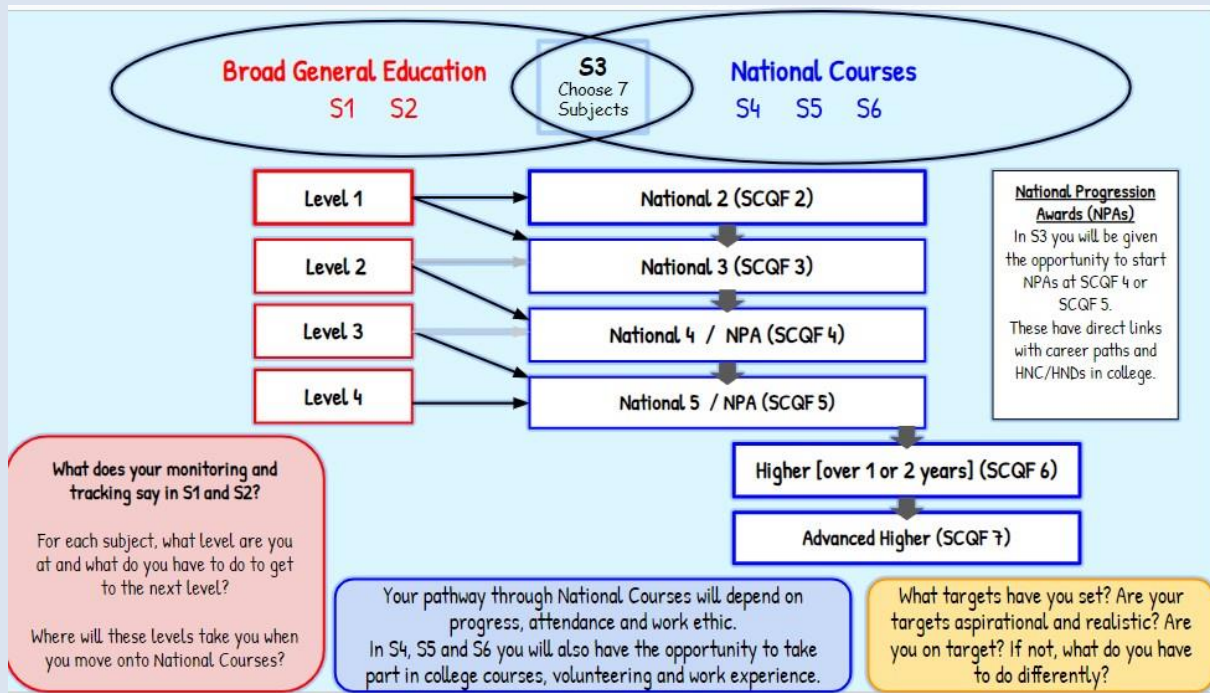 Broad General Education
S1 S2
S3
Choose 7
Subjects
National Courses
S4 S5 S6
Level 1
Level 2
Level 3
Level 4
National 2 (SCQF 2)
National 3 (SCQF 3)
National 4 / NPA (SCQF 4)
National 5 / NPA (SCQF 5)
Higher [over 1 or 2 years] (SCQF 6)
Advanced Higher (SCQF 7)
National Progression
Awards (NPAs)
In S3 you will be given
the opportunity to start
NPAs at SCQF 4 or
SCQF 5.
These have direct links
with career paths and
HNC/HNDs in college.
What does your monitoring and
tracking say in S1 and S2?
For each subject, what level are you
at and what do you have to do to get
to the next level?
Where will these levels take you when
you move onto National Courses?
Your pathway through National Courses will depend on
progress, attendance and work ethic.
In S4, S5 and S6 you will also have the opportunity to take
part in college courses, volunteering and work experience.
What targets have you set? Are your
targets aspirational and realistic? Are
you on target? If not, what do you have
to do differently?